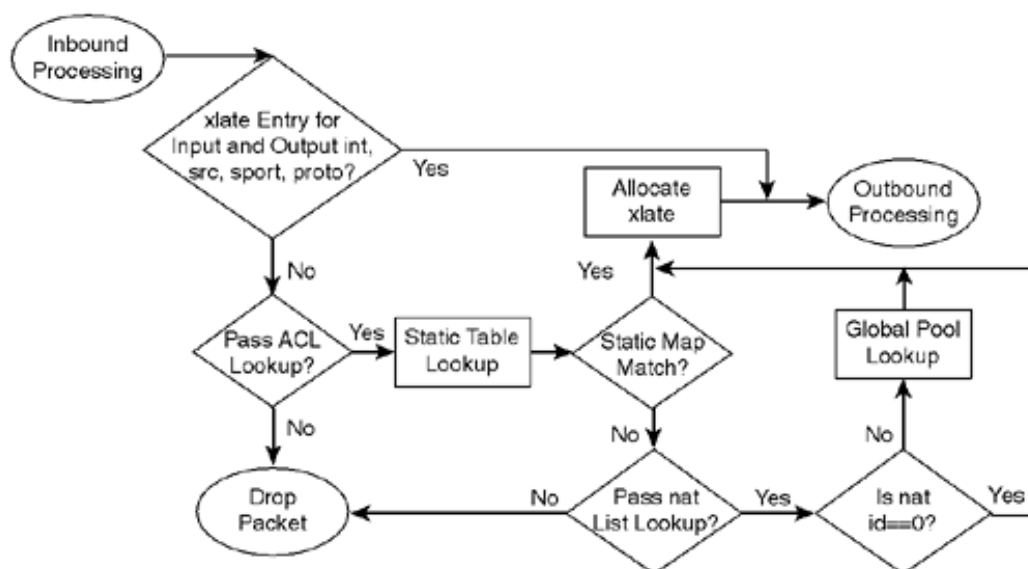 Inbound
Processing
xlate Entry for
Input and Output int,
src, sport, proto?
Yes
Allocate
xlate
Outbound
Processing
No
Yes
Pass ACL
Lookup?
Yes
Static Table
Lookup
Static Map
Match?
Global Pool
Lookup
No
No
No
Drop
Packet
No
Pass nat
List Lookup?
Yes
Is nat
id==0?
Yes